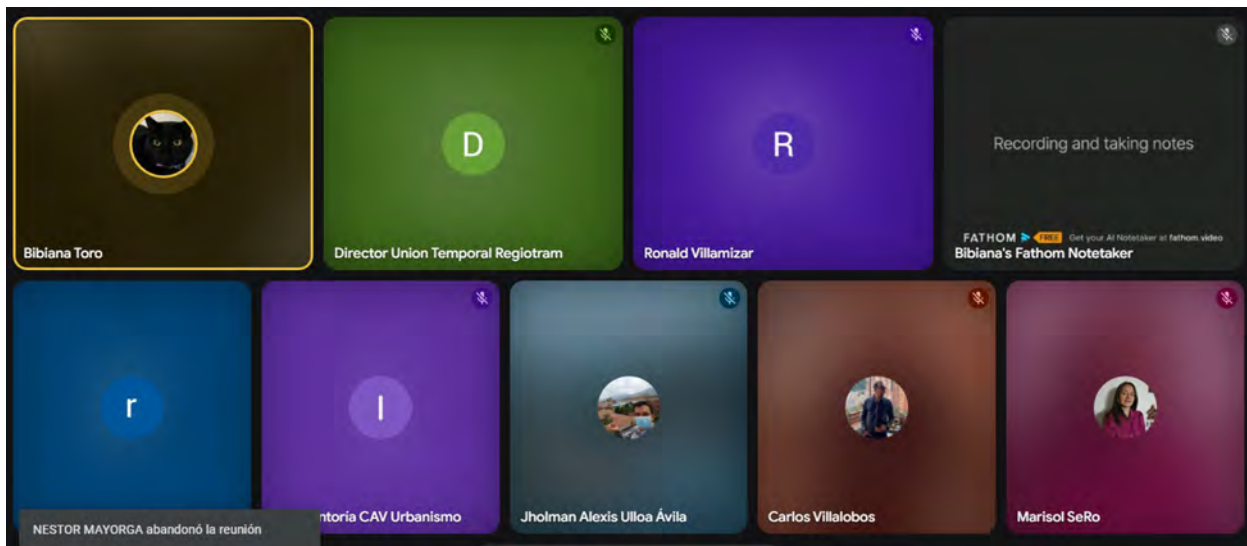 D
R
Recording and taking notes
FATHOM FREE Get your AI Notetaker at fathom.video
Bibiana Toro
Director Union Temporal Regiotram
Ronald Villamizar
Bibiana's Fathom Notetaker
r
I
ntoría CAV Urbanismo
Jholman Alexis Ulloa Ávila
Carlos Villalobos
Marisol SeRo
NESTOR MAYORGA abandonó la reunión